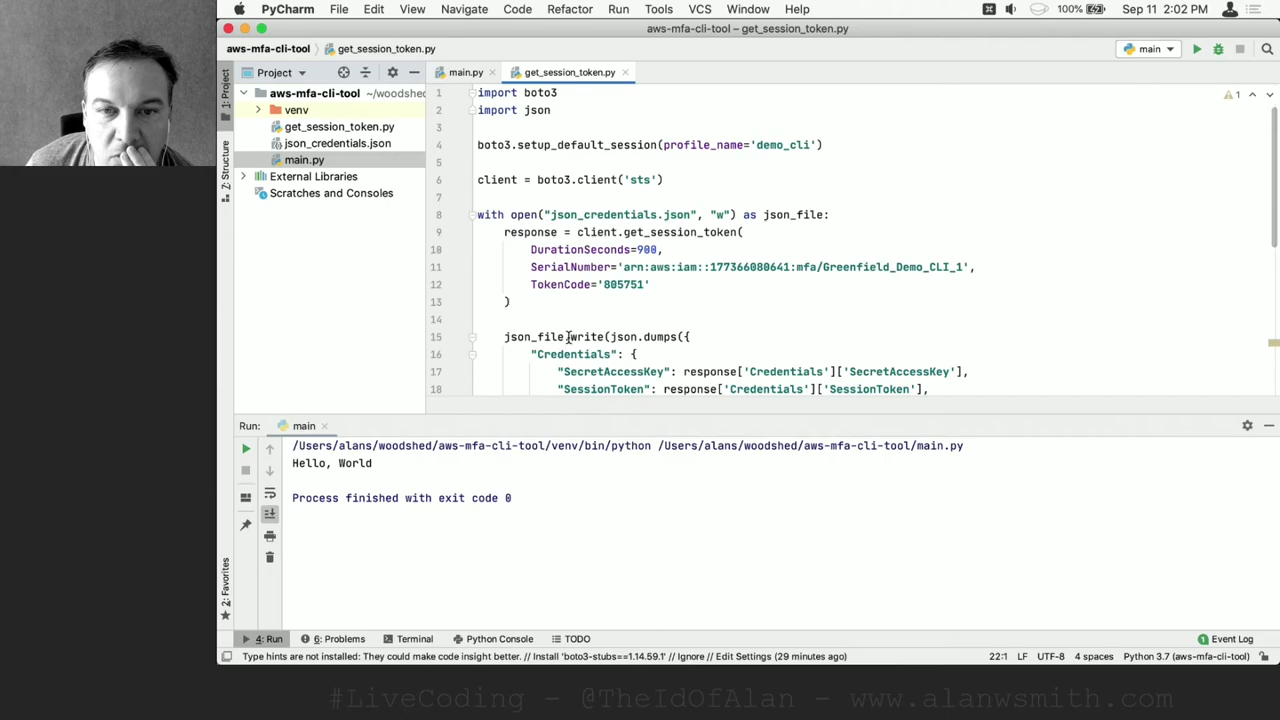 PyCharm File Edit View Navigate Code Refactor Run Tools VCS Window Help 100% Sep 11 2:02 PM
aws-mfa-cli-tool – get_session_token.py
aws-mfa-cli-tool get_session_token.py main
1: Project
Z: Structure
2: Favorites
Project
main.py get_session_token.py
aws-mfa-cli-tool ~/woodshed
venv
get_session_token.py
json_credentials.json
main.py
External Libraries
Scratches and Consoles
1
1 import boto3
2 import json
3
4 boto3.setup_default_session(profile_name='demo_cli')
5
6 client = boto3.client('sts')
7
8 with open("json_credentials.json", "w") as json_file:
9 response = client.get_session_token(
10 DurationSeconds=900,
11 SerialNumber='arn:aws:iam::177366080641:mfa/Greenfield_Demo_CLI_1',
12 TokenCode='805751'
13 )
14
15 json_file.write(json.dumps({
16 "Credentials": {
17 "SecretAccessKey": response['Credentials']['SecretAccessKey'],
18 "SessionToken": response['Credentials']['SessionToken'],
Run: main
/Users/alans/woodshed/aws-mfa-cli-tool/venv/bin/python /Users/alans/woodshed/aws-mfa-cli-tool/main.py
Hello, World
Process finished with exit code 0
4: Run 6: Problems Terminal Python Console TODO 1 Event Log
Type hints are not installed: They could make code insight better. // Install 'boto3-stubs==1.14.59.1' // Ignore // Edit Settings (29 minutes ago) 22:1 LF UTF-8 4 spaces Python 3.7 (aws-mfa-cli-tool)
#LiveCoding - @TheIdOfAlan - www.alanwsmith.com